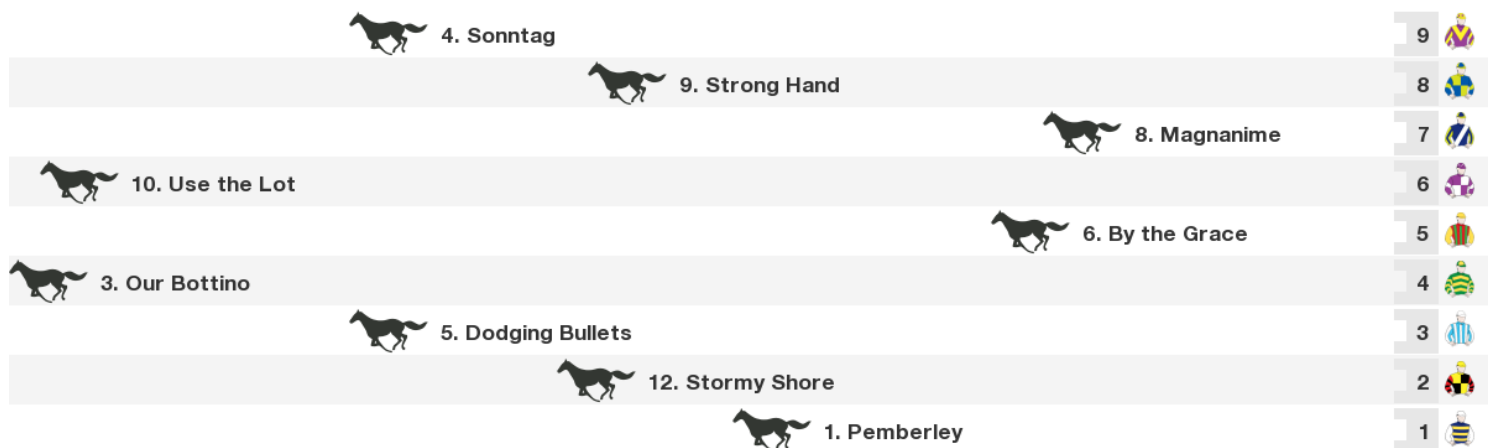 4. Sonntag 9
9. Strong Hand 8
8. Magnanime 7
10. Use the Lot 6
6. By the Grace 5
3. Our Bottino 4
5. Dodging Bullets 3
12. Stormy Shore 2
1. Pemberley 1